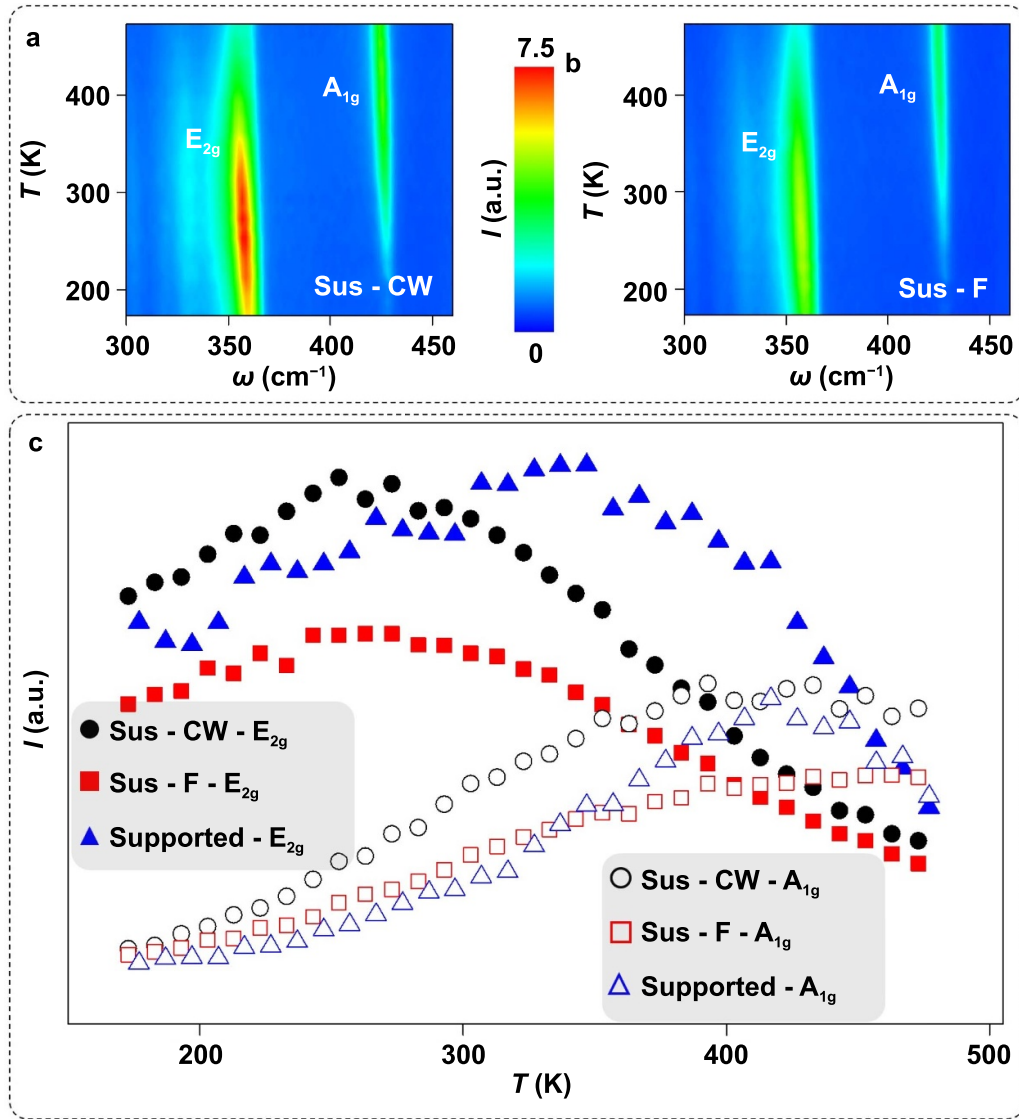 a
T (K)
400
300
200
E2g
A1g
Sus - CW
300
400
450
ω (cm⁻¹)
7.5
I (a.u.)
0
b
T (K)
400
300
200
E2g
A1g
Sus - F
300
350
400
450
ω (cm⁻¹)
c
I (a.u.)
Sus - CW - E2g
Sus - F - E2g
Supported - E2g
Sus - CW - A1g
Sus - F - A1g
Supported - A1g
200
300
400
500
T (K)